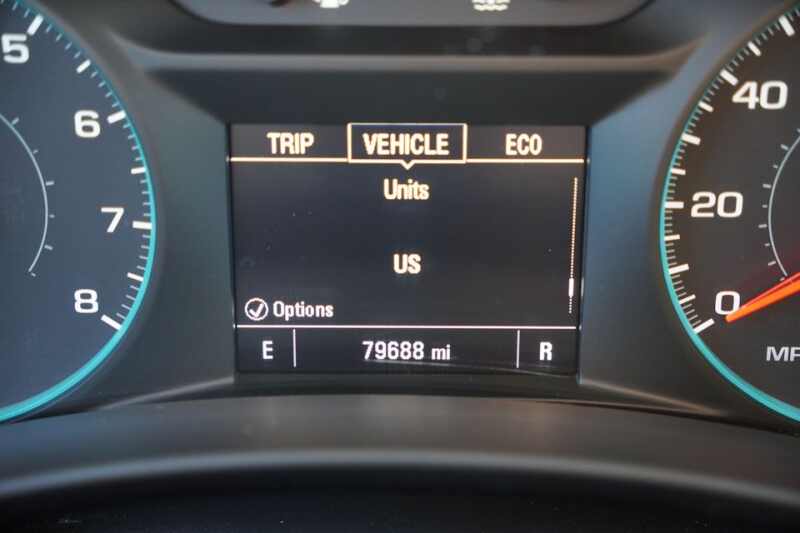 TRIP VEHICLE ECO
Units
US
Options
E 79688 mi R
5
6
7
8
40
20
0